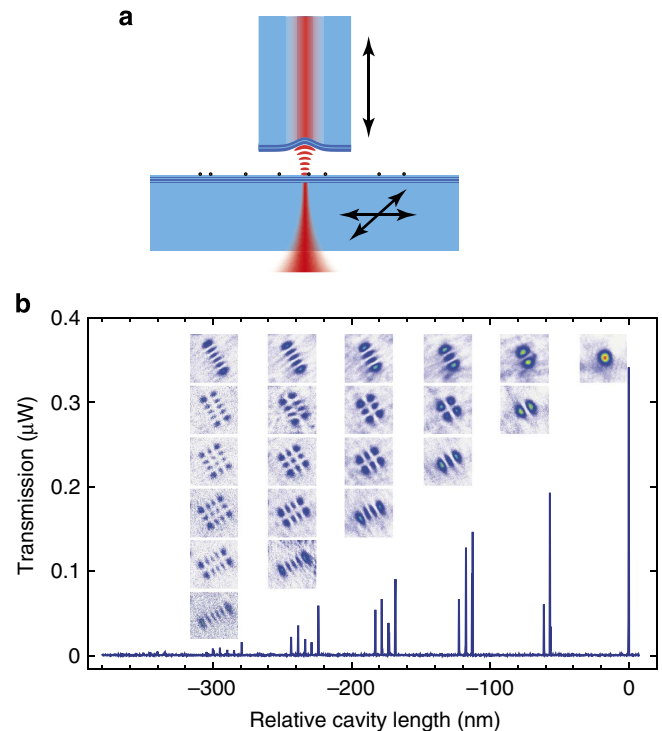 a
b
0.4
0.3
0.2
0.1
0
Transmission (μW)
−300
−200
−100
0
Relative cavity length (nm)